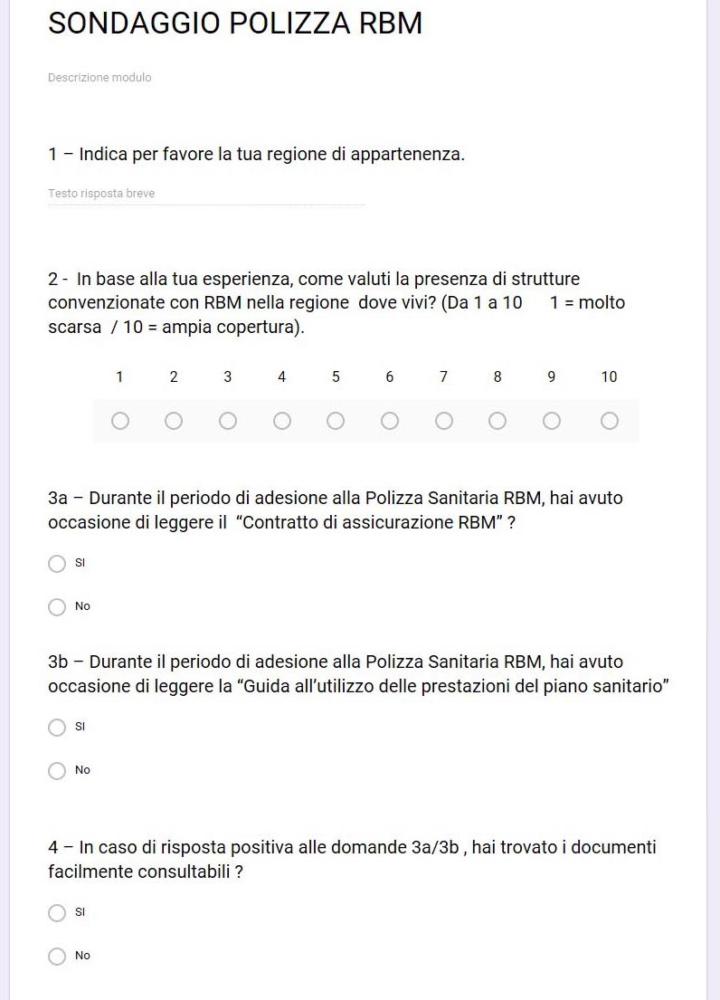 SONDAGGIO POLIZZA RBM
Descrizione modulo
1 – Indica per favore la tua regione di appartenenza.
Testo risposta breve
2 - In base alla tua esperienza, come valuti la presenza di strutture
convenzionate con RBM nella regione dove vivi? (Da 1 a 10 1 = molto
scarsa / 10 = ampia copertura).
1 2 3 4 5 6 7 8 9 10
3a – Durante il periodo di adesione alla Polizza Sanitaria RBM, hai avuto
occasione di leggere il “Contratto di assicurazione RBM” ?
SI
No
3b – Durante il periodo di adesione alla Polizza Sanitaria RBM, hai avuto
occasione di leggere la “Guida all’utilizzo delle prestazioni del piano sanitario”
SI
No
4 – In caso di risposta positiva alle domande 3a/3b , hai trovato i documenti
facilmente consultabili ?
SI
No